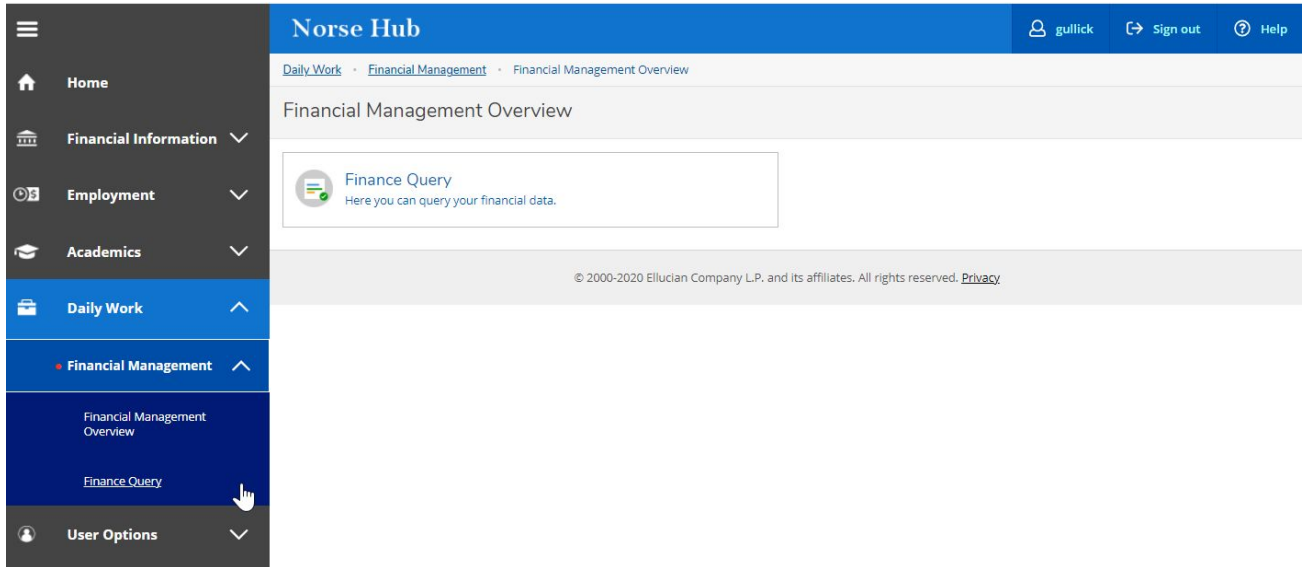 Norse Hub
gullick
Sign out
Help
Home
Financial Information
Employment
Academics
Daily Work
Financial Management
Financial Management
Overview
Finance Query
User Options
Daily Work Financial Management Financial Management Overview
Financial Management Overview
Finance Query
Here you can query your financial data.
© 2000-2020 Ellucian Company L.P. and its affiliates. All rights reserved. Privacy